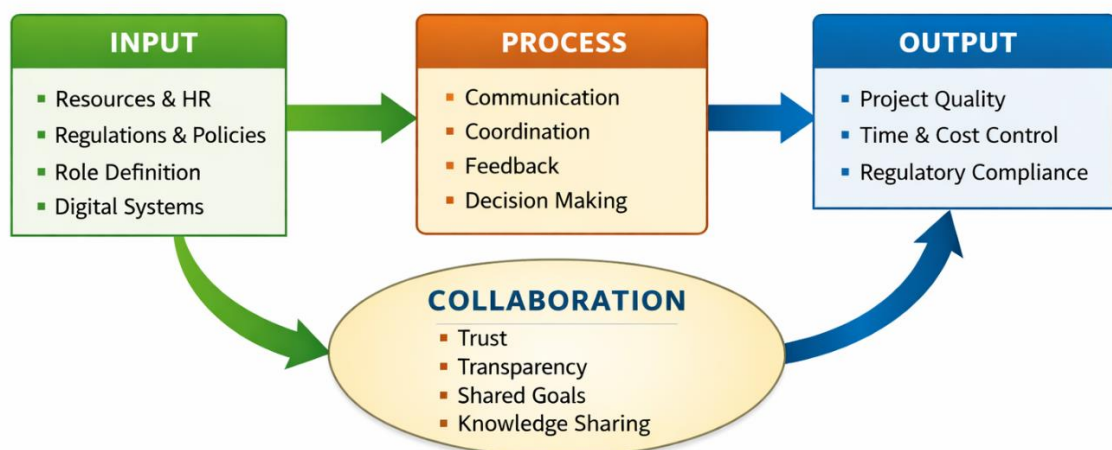 INPUT
Resources & HR
Regulations & Policies
Role Definition
Digital Systems
PROCESS
Communication
Coordination
Feedback
Decision Making
OUTPUT
Project Quality
Time & Cost Control
Regulatory Compliance
COLLABORATION
Trust
Transparency
Shared Goals
Knowledge Sharing